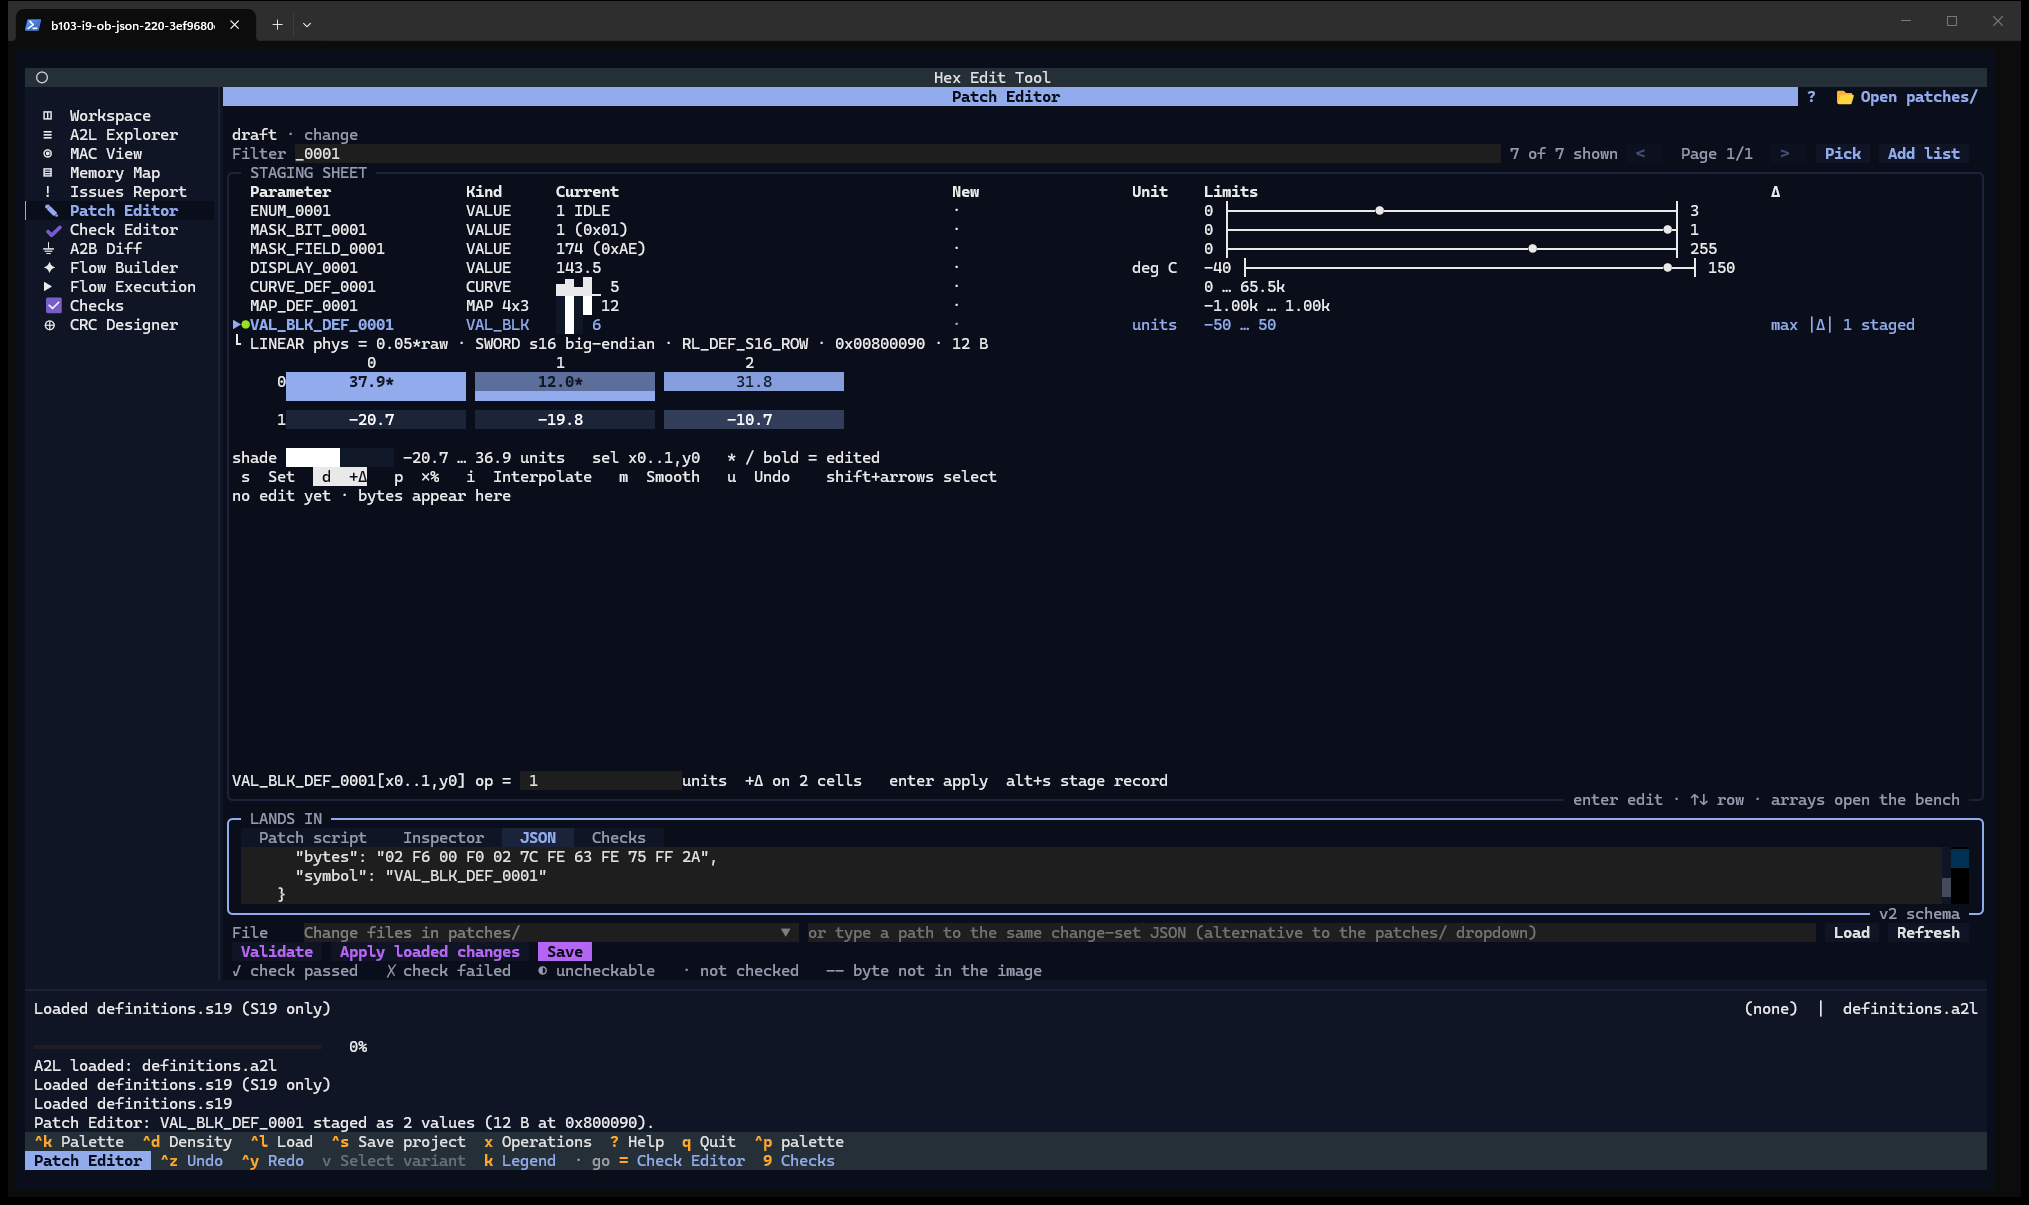 b103-i9-ob-json-220-3ef9680
Hex Edit Tool
Patch Editor ? Open patches/
Workspace
A2L Explorer
MAC View
Memory Map
! Issues Report
Patch Editor
Check Editor
A2B Diff
Flow Builder
Flow Execution
Checks
CRC Designer
draft · change
Filter _0001 7 of 7 shown < Page 1/1 > Pick Add list
STAGING SHEET
Parameter Kind Current New Unit Limits Δ
ENUM_0001 VALUE 1 IDLE · 0 3
MASK_BIT_0001 VALUE 1 (0x01) · 0 1
MASK_FIELD_0001 VALUE 174 (0xAE) · 0 255
DISPLAY_0001 VALUE 143.5 · deg C −40 150
CURVE_DEF_0001 CURVE 5 · 0 … 65.5k
MAP_DEF_0001 MAP 4x3 12 · −1.00k … 1.00k
▶●VAL_BLK_DEF_0001 VAL_BLK 6 · units −50 … 50 max |Δ| 1 staged
└ LINEAR phys = 0.05*raw · SWORD s16 big-endian · RL_DEF_S16_ROW · 0x00800090 · 12 B
0 1 2
0 37.9* 12.0* 31.8
1 −20.7 −19.8 −10.7
shade −20.7 … 36.9 units sel x0..1,y0 * / bold = edited
s Set d +Δ p ×% i Interpolate m Smooth u Undo shift+arrows select
no edit yet · bytes appear here
VAL_BLK_DEF_0001[x0..1,y0] op = 1 units +Δ on 2 cells enter apply alt+s stage record
enter edit · ↑↓ row · arrays open the bench
LANDS IN
Patch script Inspector JSON Checks
"bytes": "02 F6 00 F0 02 7C FE 63 FE 75 FF 2A",
"symbol": "VAL_BLK_DEF_0001"
}
v2 schema
File Change files in patches/ ▼ or type a path to the same change-set JSON (alternative to the patches/ dropdown) Load Refresh
Validate Apply loaded changes Save
✓ check passed ✗ check failed ◐ uncheckable · not checked −− byte not in the image
Loaded definitions.s19 (S19 only) (none) | definitions.a2l
0%
A2L loaded: definitions.a2l
Loaded definitions.s19 (S19 only)
Loaded definitions.s19
Patch Editor: VAL_BLK_DEF_0001 staged as 2 values (12 B at 0x800090).
^k Palette ^d Density ^l Load ^s Save project x Operations ? Help q Quit ^p palette
Patch Editor ^z Undo ^y Redo v Select variant k Legend · go = Check Editor 9 Checks